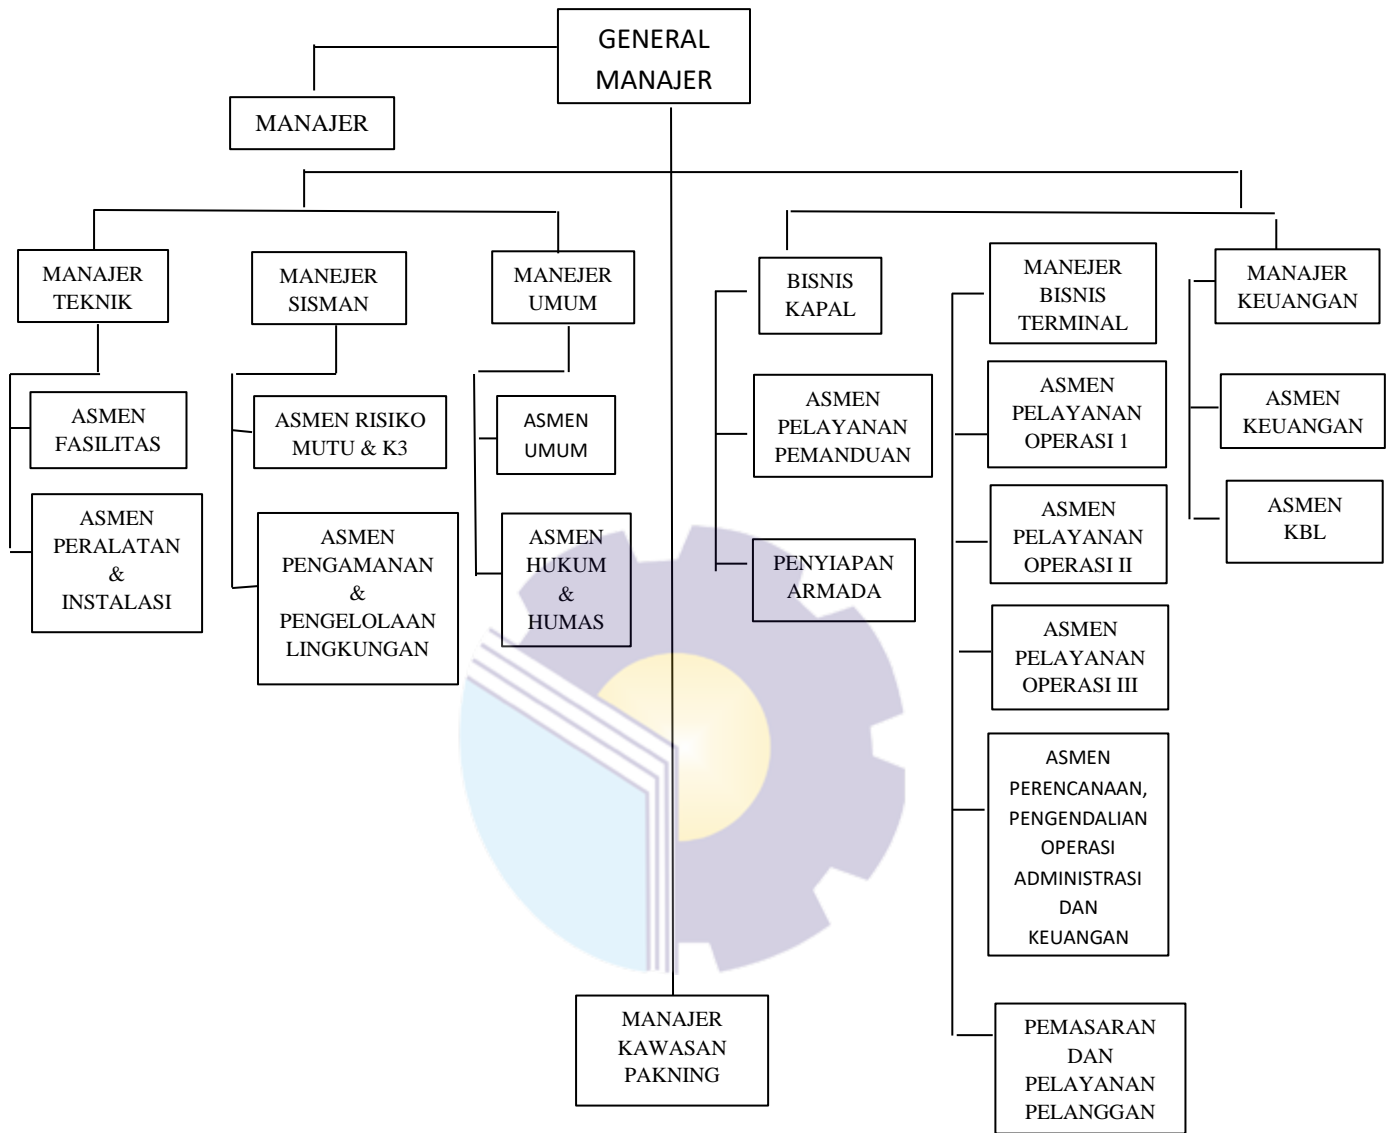 GENERAL
MANAJER
MANAJER
MANAJER
TEKNIK
MANEJER
SISMAN
MANEJER
UMUM
BISNIS
KAPAL
MANEJER
BISNIS
TERMINAL
MANAJER
KEUANGAN
ASMEN
FASILITAS
ASMEN RISIKO
MUTU & K3
ASMEN
UMUM
ASMEN
PELAYANAN
PEMANDUAN
ASMEN
PELAYANAN
OPERASI 1
ASMEN
KEUANGAN
ASMEN
PERALATAN
&
INSTALASI
ASMEN
PENGAMANAN
&
PENGELOLAAN
LINGKUNGAN
ASMEN
HUKUM
&
HUMAS
PENYIAPAN
ARMADA
ASMEN
PELAYANAN
OPERASI II
ASMEN
KBL
ASMEN
PELAYANAN
OPERASI III
ASMEN
PERENCANAAN,
PENGENDALIAN
OPERASI
ADMINISTRASI
DAN
KEUANGAN
MANAJER
KAWASAN
PAKNING
PEMASARAN
DAN
PELAYANAN
PELANGGAN